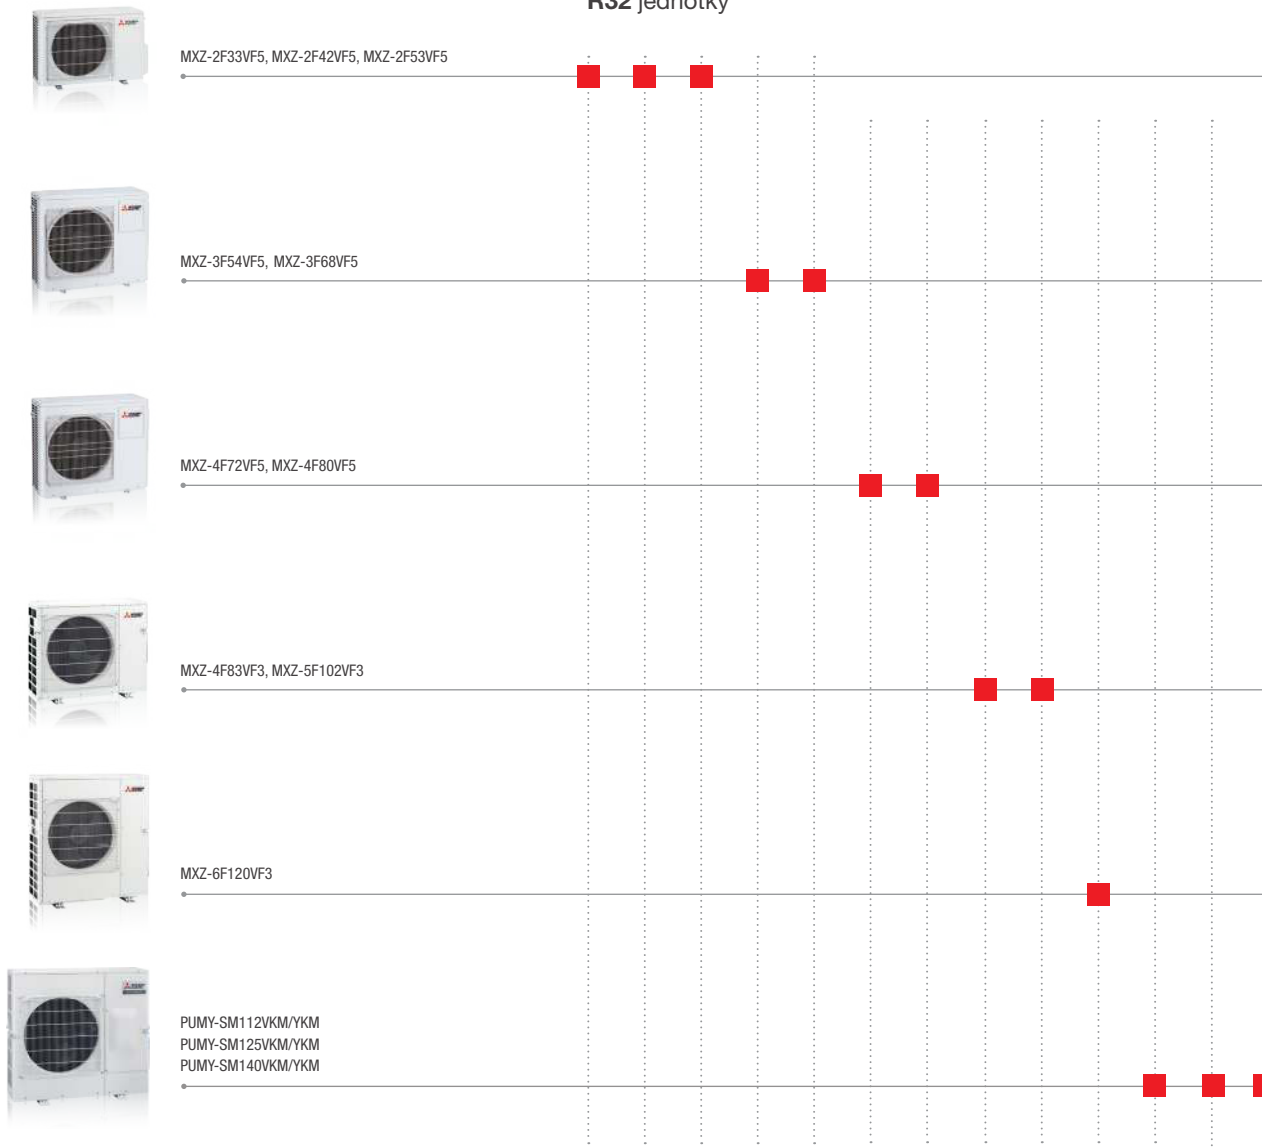 R32 jednotky
MXZ-2F33VF5, MXZ-2F42VF5, MXZ-2F53VF5
MXZ-3F54VF5, MXZ-3F68VF5
MXZ-4F72VF5, MXZ-4F80VF5
MXZ-4F83VF3, MXZ-5F102VF3
MXZ-6F120VF3
PUMY-SM112VKM/YKM
PUMY-SM125VKM/YKM
PUMY-SM140VKM/YKM